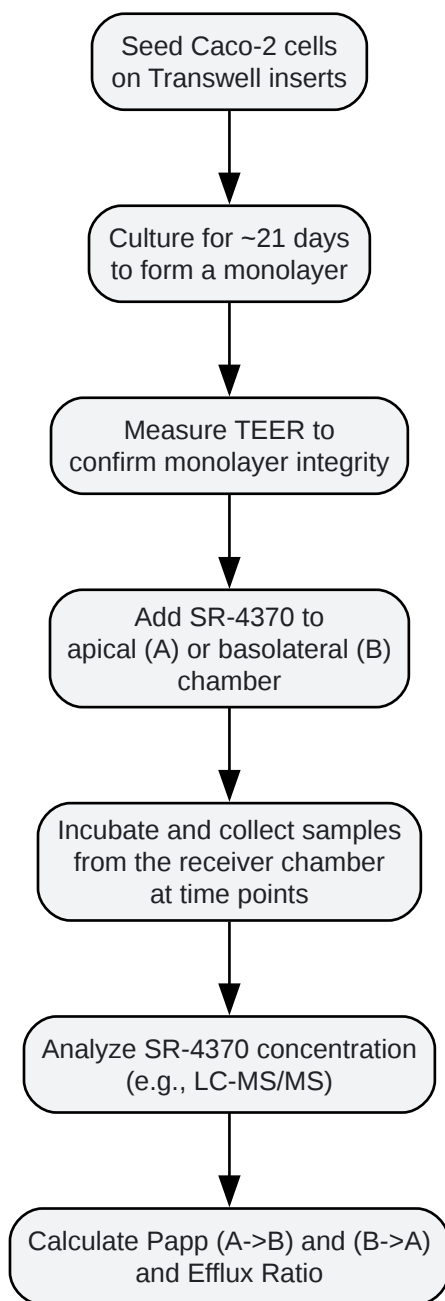 Seed Caco-2 cells
on Transwell inserts
Culture for ~21 days
to form a monolayer
Measure TEER to
confirm monolayer integrity
Add SR-4370 to
apical (A) or basolateral (B)
chamber
Incubate and collect samples
from the receiver chamber
at time points
Analyze SR-4370 concentration
(e.g., LC-MS/MS)
Calculate Papp (A->B) and (B->A)
and Efflux Ratio